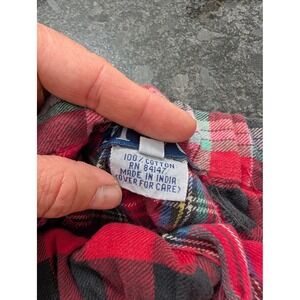 100% COTTON
RN 84147
MADE IN INDIA
(OVER FOR CARE)